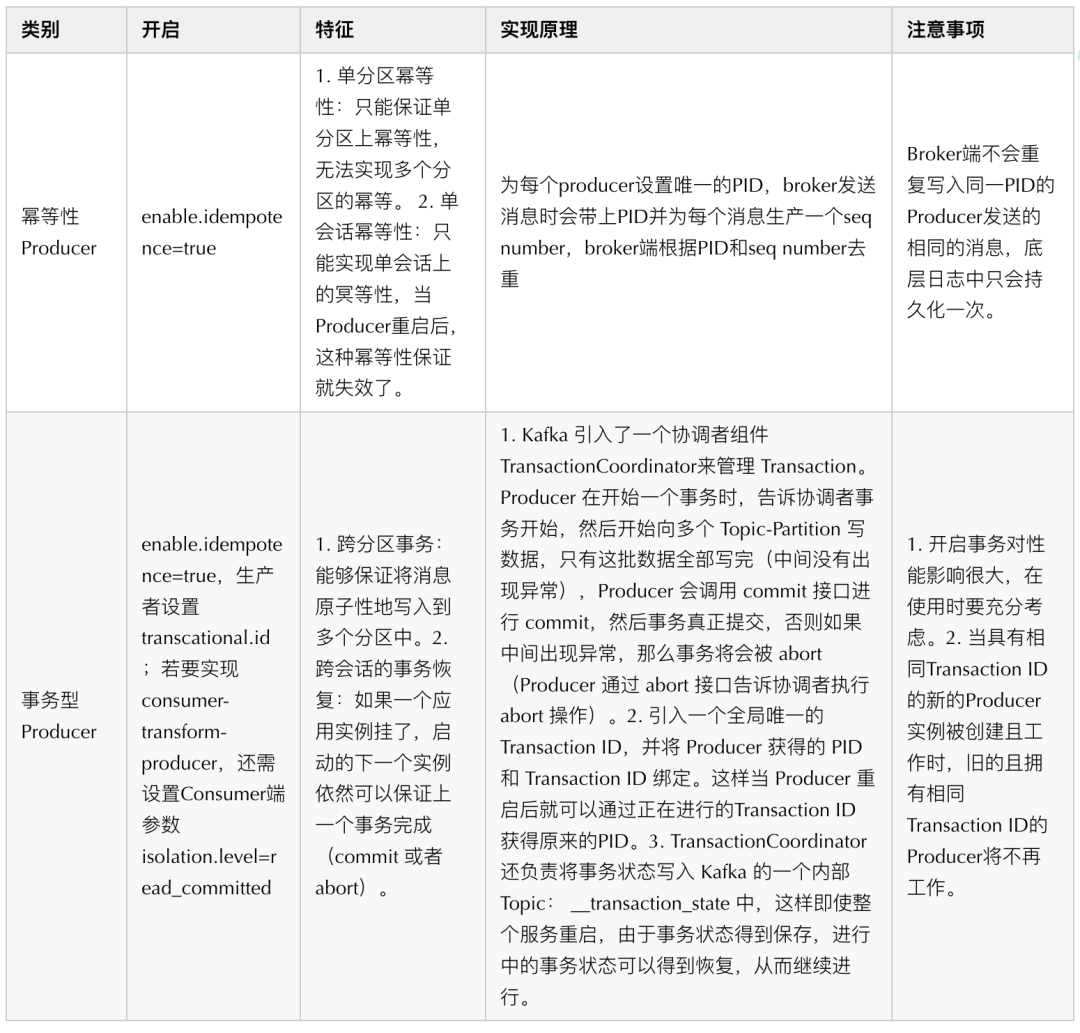 类别
开启
特征
实现原理
注意事项
幂等性
Producer
enable.idempote
nce=true
1. 单分区幂等
性：只能保证单
分区上幂等性，
无法实现多个分
区的幂等。 2. 单
会话幂等性：只
能实现单会话上
的冥等性，当
Producer重启后，
这种幂等性保证
就失效了。
为每个producer设置唯一的PID，broker发送
消息时会带上PID并为每个消息生产一个seq
number，broker端根据PID和seq number去
重
Broker端不会重
复写入同一PID的
Producer发送的
相同的消息，底
层日志中只会持
久化一次。
事务型
Producer
enable.idempote
nce=true，生产
者设置
transcational.id
；若要实现
consumer-
transform-
producer，还需
设置Consumer端
参数
isolation.level=r
ead_committed
1. 跨分区事务：
能够保证将消息
原子性地写入到
多个分区中。2.
跨会话的事务恢
复：如果一个应
用实例挂了，启
动的下一个实例
依然可以保证上
一个事务完成
（commit 或者
abort）。
1. Kafka 引入了一个协调者组件
TransactionCoordinator来管理 Transaction。
Producer 在开始一个事务时，告诉协调者事
务开始，然后开始向多个 Topic-Partition 写
数据，只有这批数据全部写完（中间没有出
现异常），Producer 会调用 commit 接口进
行 commit，然后事务真正提交，否则如果
中间出现异常，那么事务将会被 abort
（Producer 通过 abort 接口告诉协调者执行
abort 操作）。2. 引入一个全局唯一的
Transaction ID，并将 Producer 获得的 PID
和 Transaction ID 绑定。这样当 Producer 重
启后就可以通过正在进行的Transaction ID
获得原来的PID。3. TransactionCoordinator
还负责将事务状态写入 Kafka 的一个内部
Topic： __transaction_state 中，这样即使整
个服务重启，由于事务状态得到保存，进行
中的事务状态可以得到恢复，从而继续进
行。
1. 开启事务对性
能影响很大，在
使用时要充分考
虑。2. 当具有相
同Transaction ID
的新的Producer
实例被创建且工
作时，旧的且拥
有相同
Transaction ID的
Producer将不再
工作。